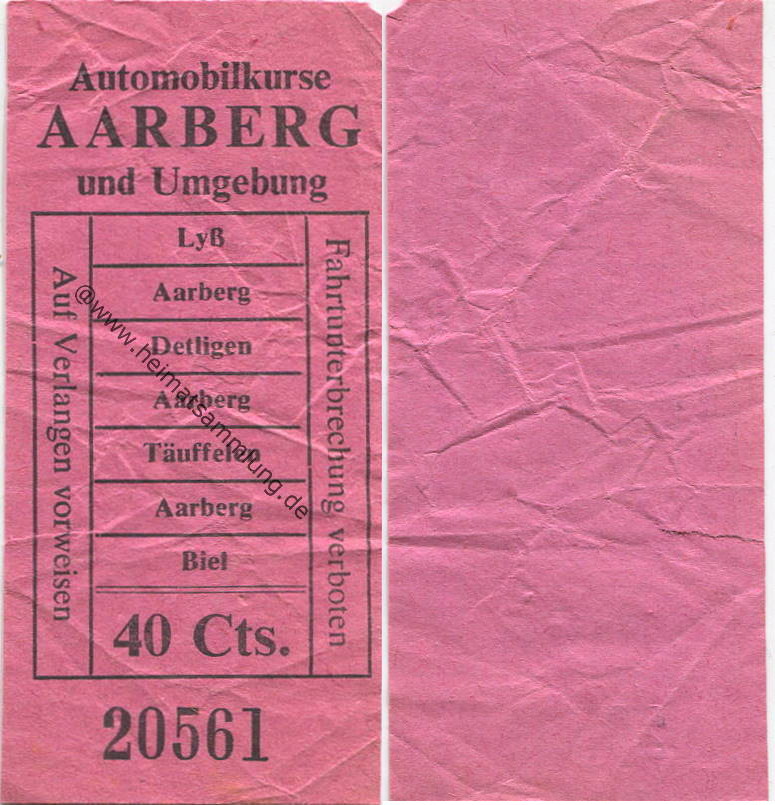 Automobilkurse
AARBERG
und Umgebung
Auf Verlangen vorweisen
Lyß
Aarberg
Detligen
Aarberg
Täuffelen
Aarberg
Biel
40 Cts.
Fahrtunterbrechung verboten
20561
@www.heimatsammlung.de